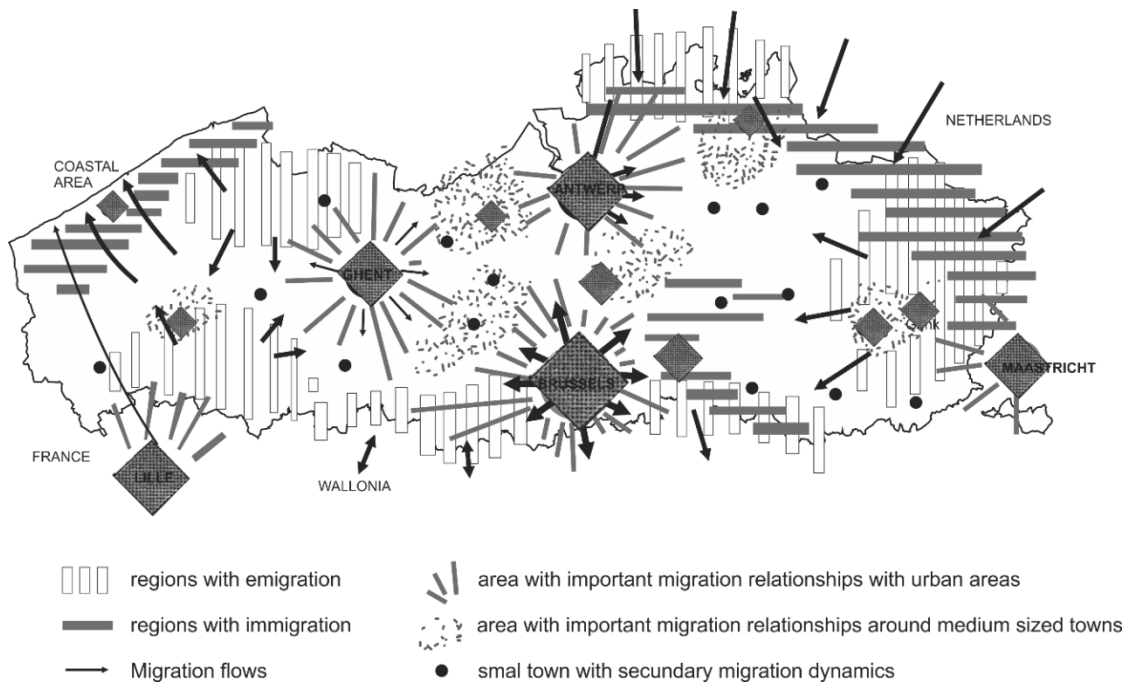 NETHERLANDS
COASTAL
AREA
ANTWERP
GHENT
Genk
BRUSSELS
MAASTRICHT
FRANCE
LILLE
WALLONIA
regions with emigration
area with important migration relationships with urban areas
regions with immigration
area with important migration relationships around medium sized towns
Migration flows
smal town with secundary migration dynamics